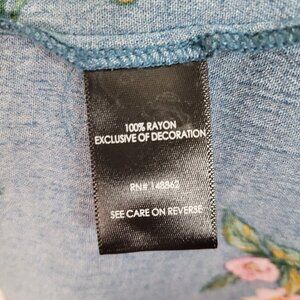 100% RAYON
EXCLUSIVE OF DECORATION
RN# 148862
SEE CARE ON REVERSE